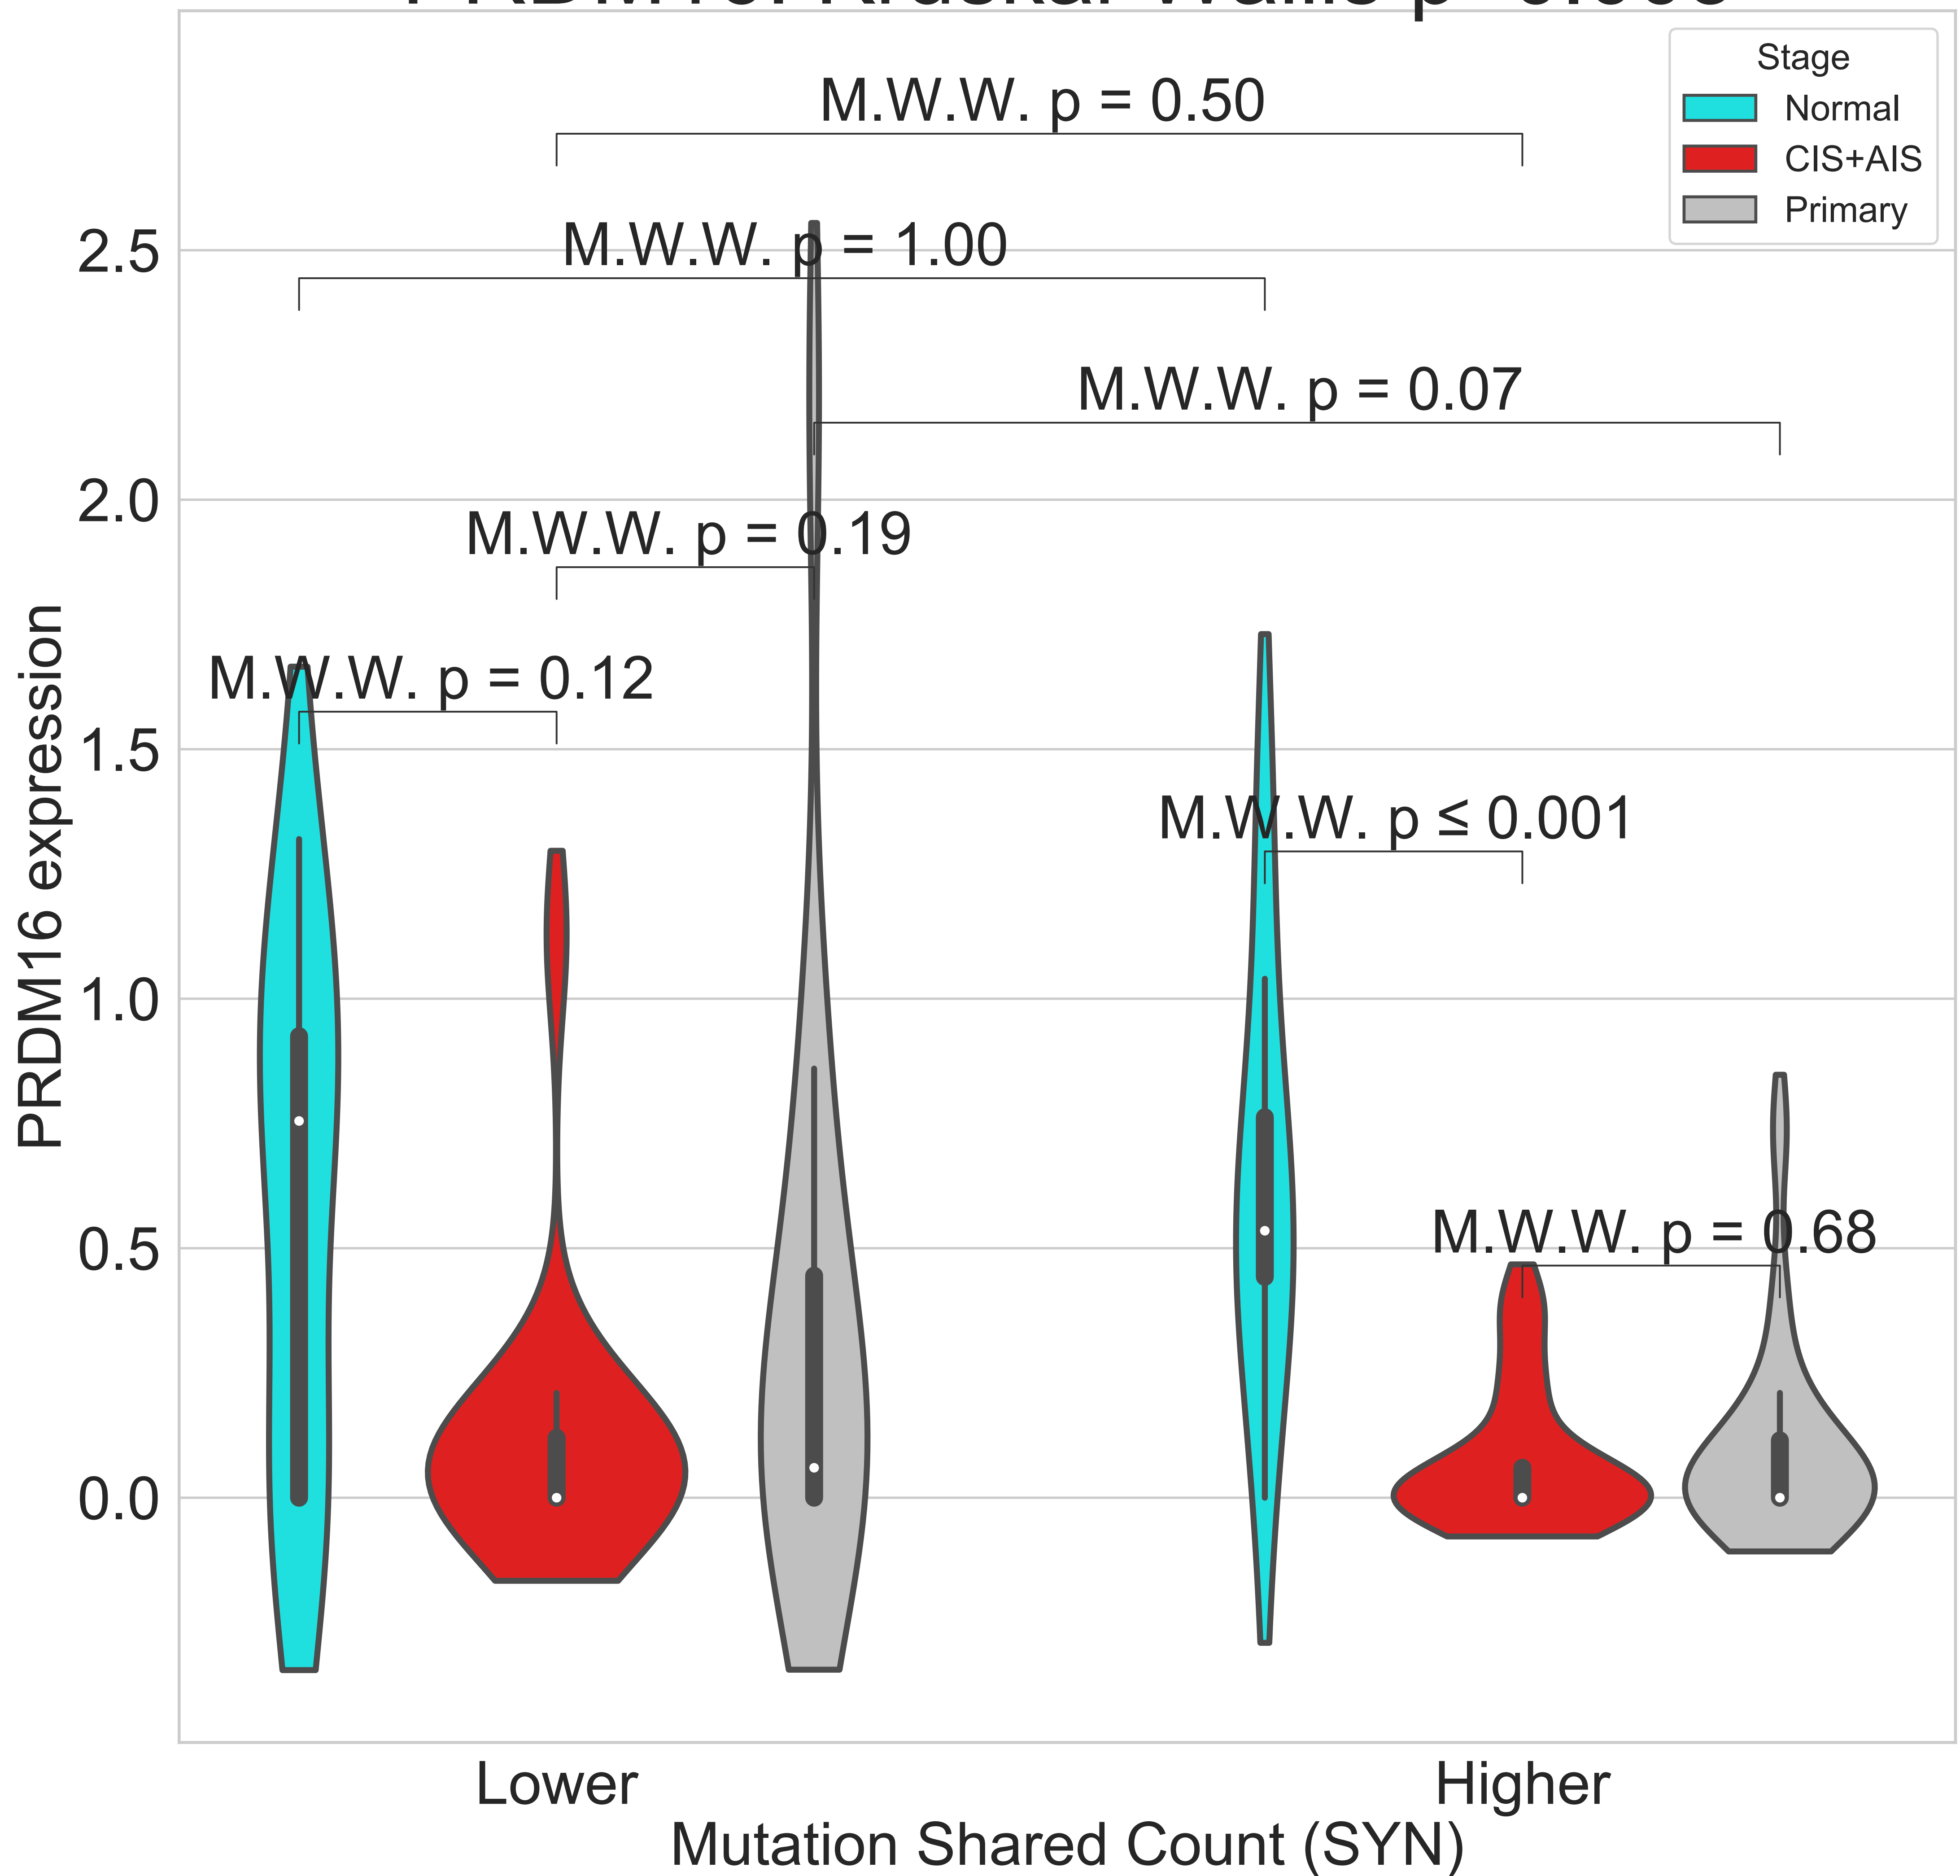 Stage
Normal
CIS+AIS
Primary
M.W.W. p = 0.50
M.W.W. p = 1.00
M.W.W. p = 0.07
M.W.W. p = 0.19
M.W.W. p = 0.12
M.W.W. p ≤ 0.001
M.W.W. p = 0.68
PRDM16 expression
2.5
2.0
1.5
1.0
0.5
0.0
Lower
Higher
Mutation Shared Count (SYN)